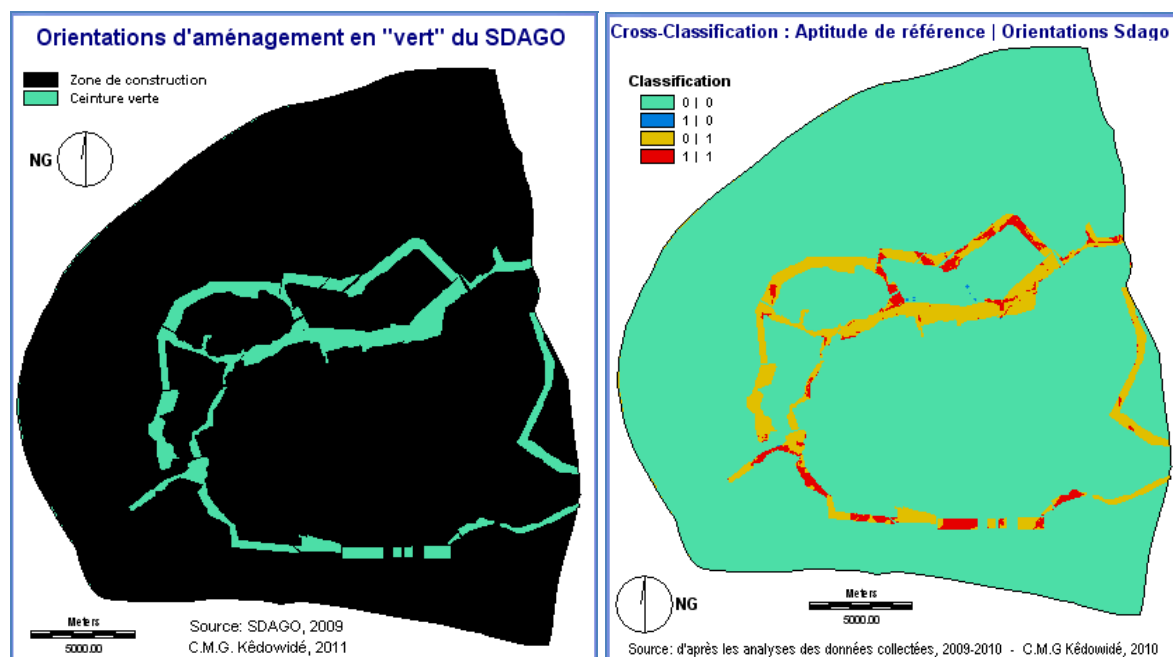 Orientations d'aménagement en "vert" du SDAGO
Zone de construction
Ceinture verte
NG
Meters
5000.00
Source: SDAGO, 2009
C.M.G. Kêdowidé, 2011
Cross-Classification : Aptitude de référence | Orientations Sdago
Classification
0 | 0
1 | 0
0 | 1
1 | 1
NG
Meters
5000.00
Source: d'après les analyses des données collectées, 2009-2010 - C.M.G Kêdowidé, 2010